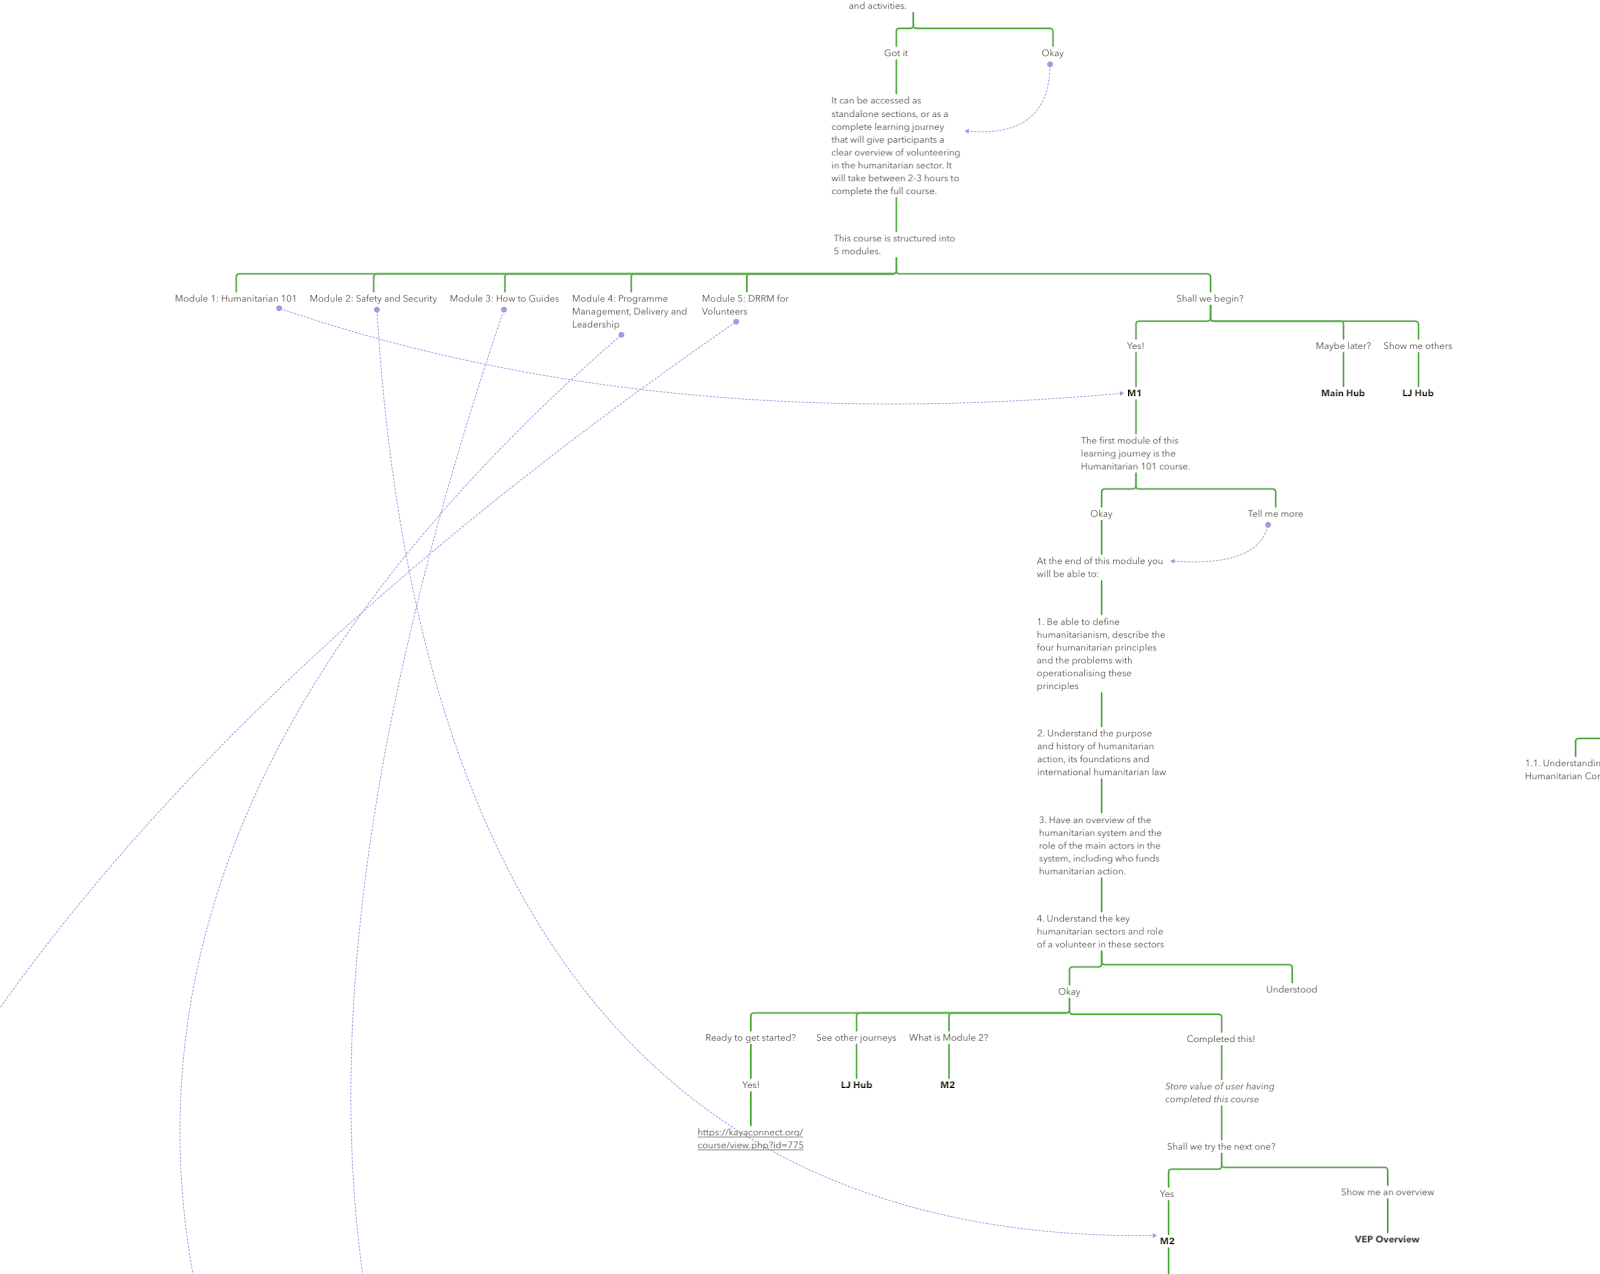 and activities.
Got it
Okay
It can be accessed as
standalone sections, or as a
complete learning journey
that will give participants a
clear overview of volunteering
in the humanitarian sector. It
will take between 2-3 hours to
complete the full course.
This course is structured into
5 modules.
Module 1: Humanitarian 101
Module 2: Safety and Security
Module 3: How to Guides
Module 4: Programme
Management, Delivery and
Leadership
Module 5: DRRM for
Volunteers
Shall we begin?
Yes!
Maybe later?
Show me others
M1
Main Hub
LJ Hub
The first module of this
learning journey is the
Humanitarian 101 course.
Okay
Tell me more
At the end of this module you
will be able to:
1. Be able to define
humanitarianism, describe the
four humanitarian principles
and the problems with
operationalising these
principles
2. Understand the purpose
and history of humanitarian
action, its foundations and
international humanitarian law
1.1. Understandin
Humanitarian Con
3. Have an overview of the
humanitarian system and the
role of the main actors in the
system, including who funds
humanitarian action.
4. Understand the key
humanitarian sectors and role
of a volunteer in these sectors
Okay
Understood
Ready to get started?
See other journeys
What is Module 2?
Completed this!
Yes!
LJ Hub
M2
Store value of user having
completed this course
https://kayaconnect.org/
course/view.php?id=775
Shall we try the next one?
Yes
Show me an overview
M2
VEP Overview